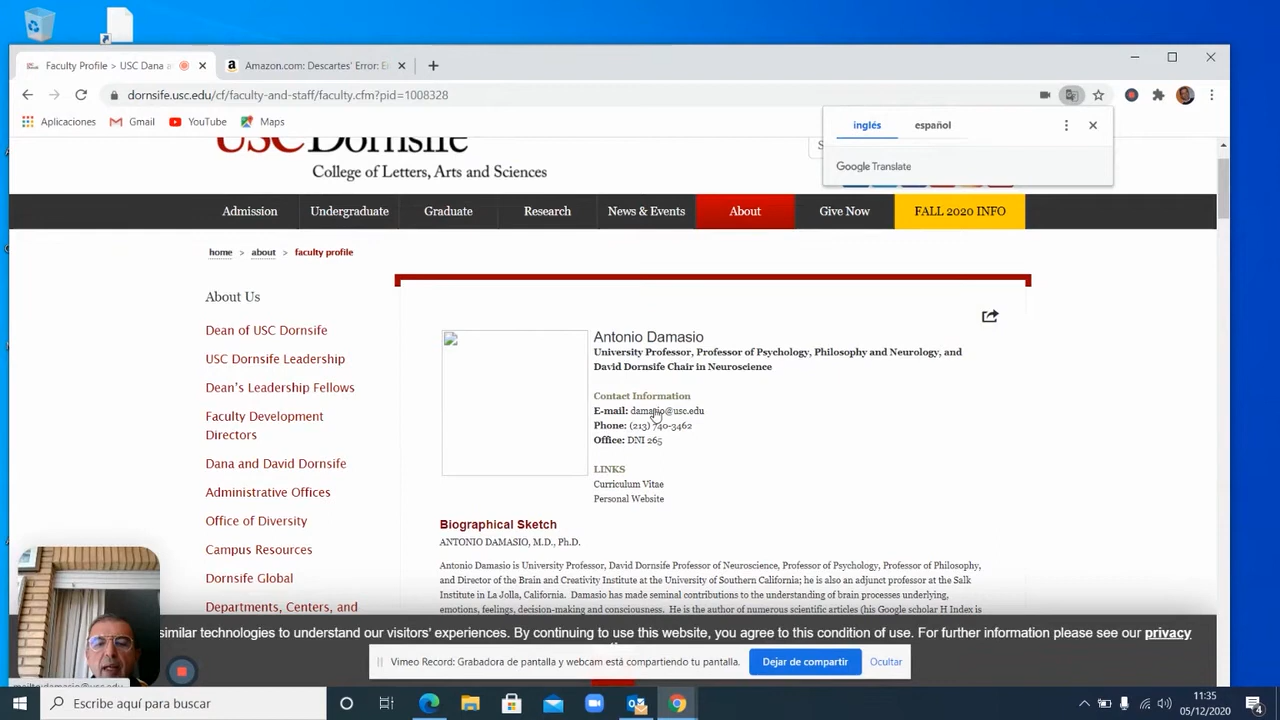 Faculty Profile > USC Dana a
Amazon.com: Descartes' Error: E
dornsife.usc.edu/cf/faculty-and-staff/faculty.cfm?pid=1008328
Aplicaciones
Gmail
YouTube
Maps
inglés
español
Google Translate
USC Dornsife
College of Letters, Arts and Sciences
Admission
Undergraduate
Graduate
Research
News & Events
About
Give Now
FALL 2020 INFO
home > about > faculty profile
About Us
Dean of USC Dornsife
USC Dornsife Leadership
Dean's Leadership Fellows
Faculty Development
Directors
Dana and David Dornsife
Administrative Offices
Office of Diversity
Campus Resources
Dornsife Global
Departments, Centers, and
Antonio Damasio
University Professor, Professor of Psychology, Philosophy and Neurology, and
David Dornsife Chair in Neuroscience
Contact Information
E-mail: damasio@usc.edu
Phone: (213) 740-3462
Office: DNI 265
LINKS
Curriculum Vitae
Personal Website
Biographical Sketch
ANTONIO DAMASIO, M.D., Ph.D.
Antonio Damasio is University Professor, David Dornsife Professor of Neuroscience, Professor of Psychology, Professor of Philosophy,
and Director of the Brain and Creativity Institute at the University of Southern California; he is also an adjunct professor at the Salk
Institute in La Jolla, California. Damasio has made seminal contributions to the understanding of brain processes underlying,
emotions, feelings, decision-making and consciousness. He is the author of numerous scientific articles (his Google scholar H Index is
similar technologies to understand our visitors' experiences. By continuing to use this website, you agree to this condition of use. For further information please see our privacy
Vimeo Record: Grabadora de pantalla y webcam está compartiendo tu pantalla.
Dejar de compartir
Ocultar
Escribe aquí para buscar
11:35
05/12/2020
4